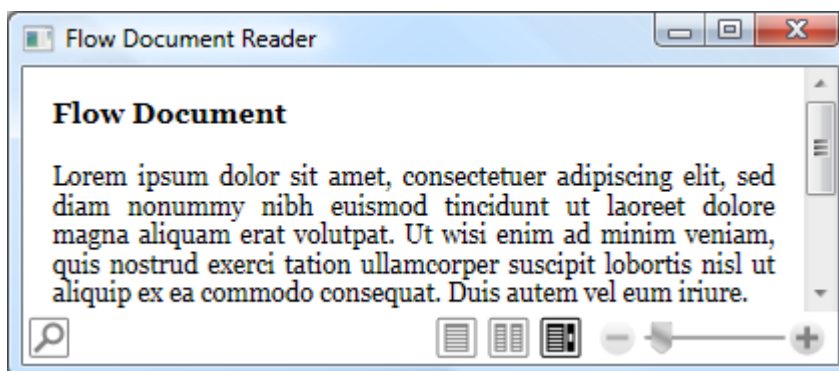 Flow Document Reader
Flow Document
Lorem ipsum dolor sit amet, consectetuer adipiscing elit, sed
diam nonummy nibh euismod tincidunt ut laoreet dolore
magna aliquam erat volutpat. Ut wisi enim ad minim veniam,
quis nostrud exerci tation ullamcorper suscipit lobortis nisl ut
aliquip ex ea commodo consequat. Duis autem vel eum iriure.